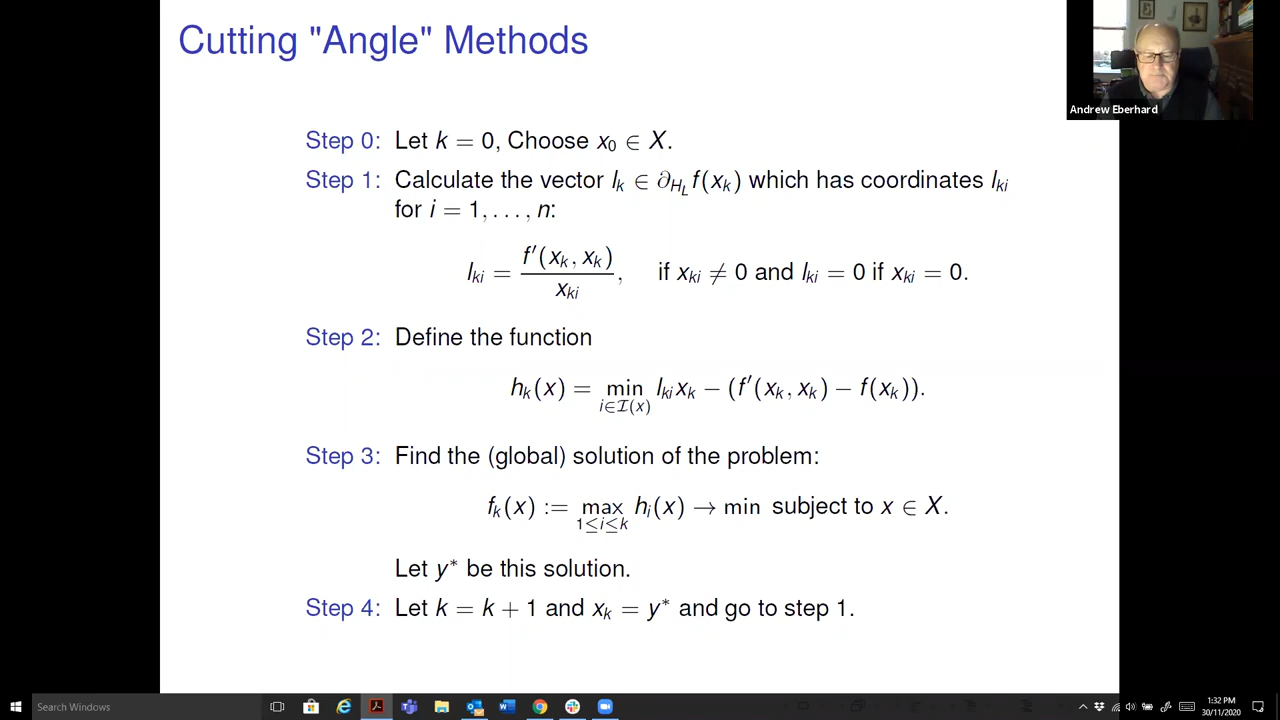 Cutting "Angle" Methods
Andrew Eberhard
Step 0: Let k = 0, Choose x₀ ∈ X.
Step 1: Calculate the vector l_k ∈ ∂_{H_L} f(x_k) which has coordinates l_{ki}
for i = 1, . . . , n:
l_{ki} = f′(x_k, x_k) / x_{ki}, if x_{ki} ≠ 0 and l_{ki} = 0 if x_{ki} = 0.
Step 2: Define the function
h_k(x) = min_{i∈I(x)} l_{ki}x_k − (f′(x_k, x_k) − f(x_k)).
Step 3: Find the (global) solution of the problem:
f_k(x) := max_{1≤i≤k} h_i(x) → min subject to x ∈ X.
Let y* be this solution.
Step 4: Let k = k + 1 and x_k = y* and go to step 1.
Search Windows
1:32 PM
30/11/2020